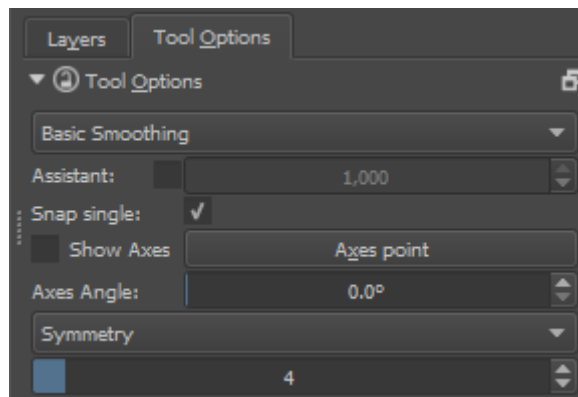 Layers Tool Options
Tool Options
Basic Smoothing
Assistant: 1,000
Snap single:
Show Axes Axes point
Axes Angle: 0.0º
Symmetry
4